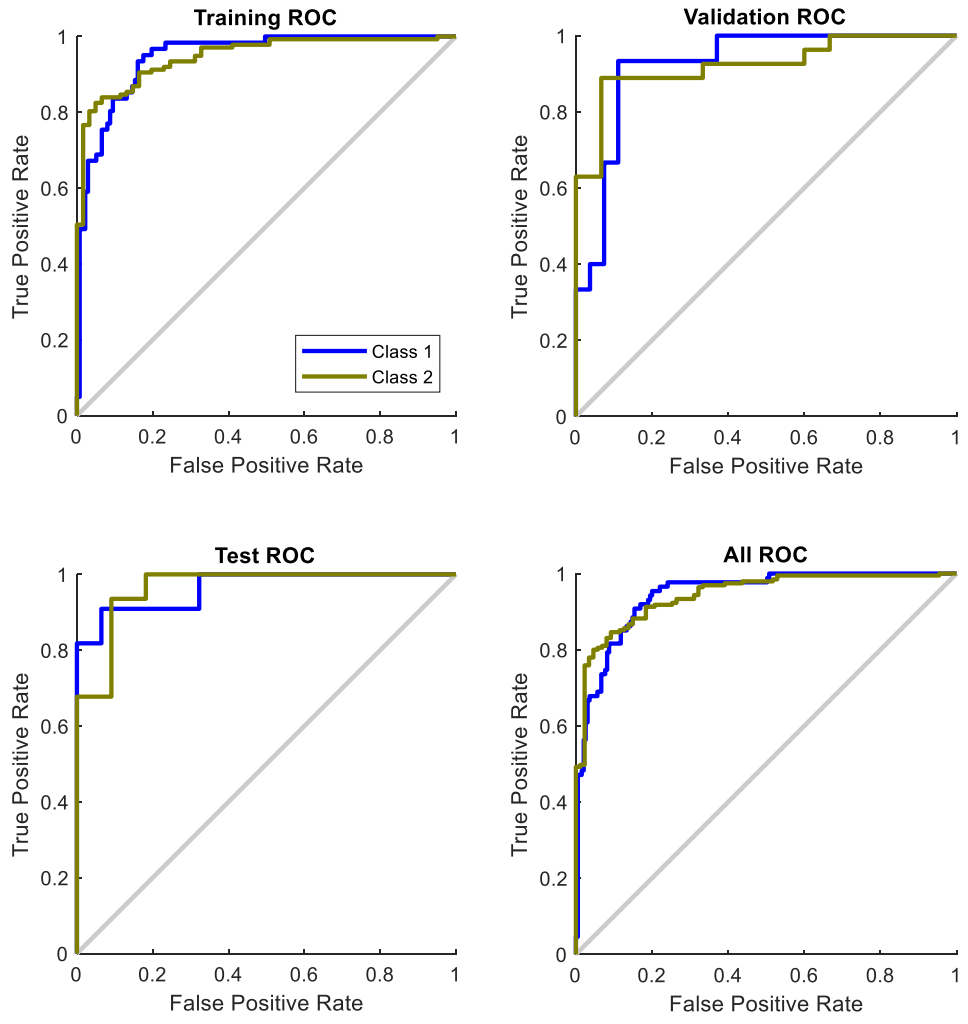 Training ROC
1
0.8
0.6
0.4
0.2
0
True Positive Rate
Class 1
Class 2
0 0.2 0.4 0.6 0.8 1
False Positive Rate
Validation ROC
1
0.8
0.6
0.4
0.2
0
True Positive Rate
0 0.2 0.4 0.6 0.8 1
False Positive Rate
Test ROC
1
0.8
0.6
0.4
0.2
0
True Positive Rate
0 0.2 0.4 0.6 0.8 1
False Positive Rate
All ROC
1
0.8
0.6
0.4
0.2
0
True Positive Rate
0 0.2 0.4 0.6 0.8 1
False Positive Rate